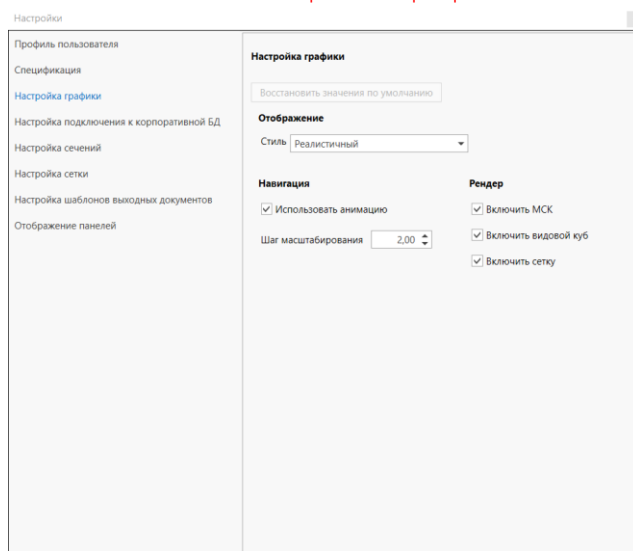 Настройки
Профиль пользователя
Спецификация
Настройка графики
Настройка подключения к корпоративной БД
Настройка сечений
Настройка сетки
Настройка шаблонов выходных документов
Отображение панелей
Настройка графики
Восстановить значения по умолчанию
Отображение
Стиль Реалистичный
Навигация
Использовать анимацию
Шаг масштабирования 2,00
Рендер
Включить МСК
Включить видовой куб
Включить сетку